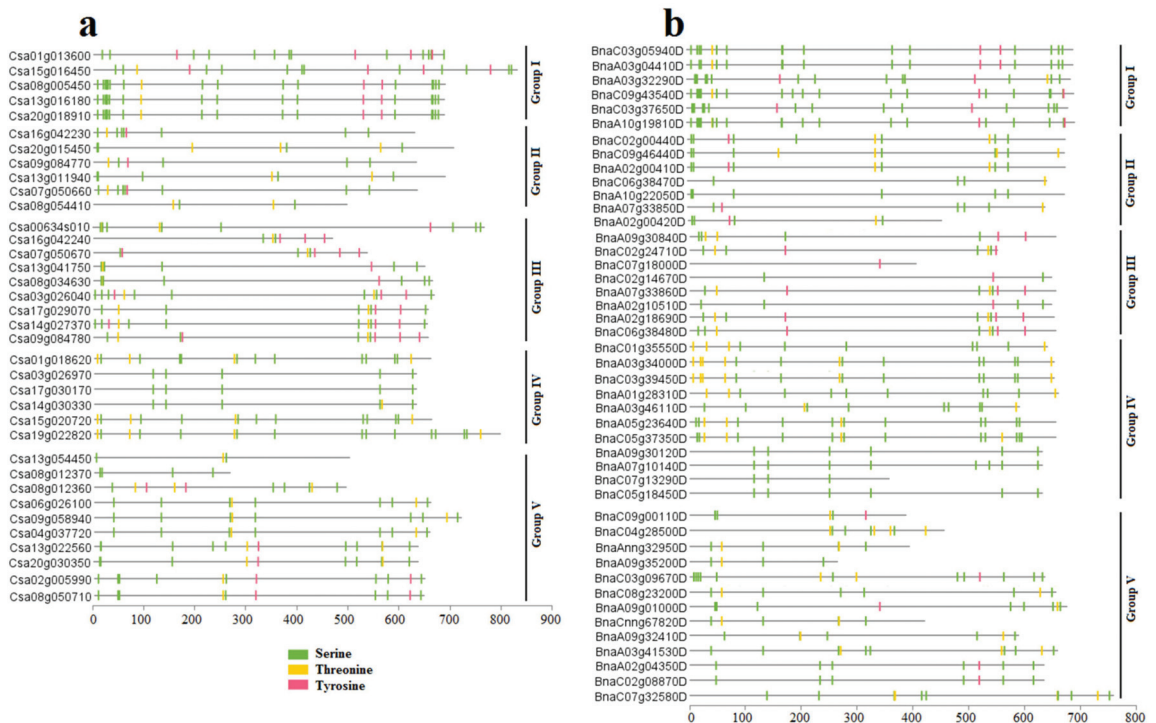 a
Csa01g013600
Csa15g016450
Csa08g005450
Csa13g016180
Csa20g018910
Group I
Csa16g042230
Csa20g015450
Csa09g084770
Csa13g011940
Csa07g050660
Csa08g054410
Group II
Csa00634s010
Csa16g042240
Csa07g050670
Csa13g041750
Csa08g034630
Csa03g026040
Csa17g029070
Csa14g027370
Csa09g084780
Group III
Csa01g018620
Csa03g026970
Csa17g030170
Csa14g030330
Csa15g020720
Csa19g022820
Group IV
Csa13g054450
Csa08g012370
Csa08g012360
Csa06g026100
Csa09g058940
Csa04g037720
Csa13g022560
Csa20g030350
Csa02g005990
Csa08g050710
Group V
0 100 200 300 400 500 600 700 800 900
Serine
Threonine
Tyrosine
b
BnaC03g05940D
BnaA03g04410D
BnaA03g32290D
BnaC09g43540D
BnaC03g37650D
BnaA10g19810D
Group I
BnaC02g00440D
BnaC09g46440D
BnaA02g00410D
BnaC06g38470D
BnaA10g22050D
BnaA07g33850D
BnaA02g00420D
Group II
BnaA09g30840D
BnaC02g24710D
BnaC07g18000D
BnaC02g14670D
BnaA07g33860D
BnaA02g10510D
BnaA02g18690D
BnaC06g38480D
Group III
BnaC01g35550D
BnaA03g34000D
BnaC03g39450D
BnaA01g28310D
BnaA03g46110D
BnaA05g23640D
BnaC05g37350D
BnaA09g30120D
BnaA07g10140D
BnaC07g13290D
BnaC05g18450D
Group IV
BnaC09g00110D
BnaC04g28500D
BnaAnng32950D
BnaA09g35200D
BnaC03g09670D
BnaC08g23200D
BnaA09g01000D
BnaCnng67820D
BnaA09g32410D
BnaA03g41530D
BnaA02g04350D
BnaC02g08870D
BnaC07g32580D
Group V
0 100 200 300 400 500 600 700 800